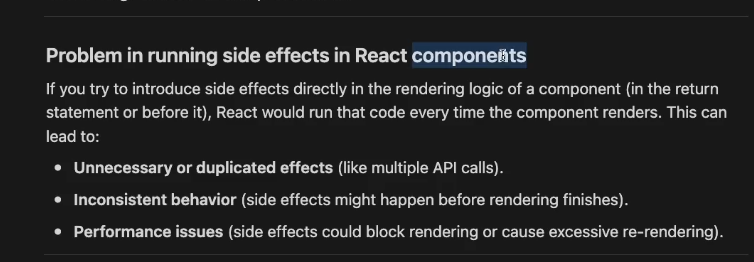 Problem in running side effects in React components
If you try to introduce side effects directly in the rendering logic of a component (in the return
statement or before it), React would run that code every time the component renders. This can
lead to:
• Unnecessary or duplicated effects (like multiple API calls).
• Inconsistent behavior (side effects might happen before rendering finishes).
• Performance issues (side effects could block rendering or cause excessive re-rendering).